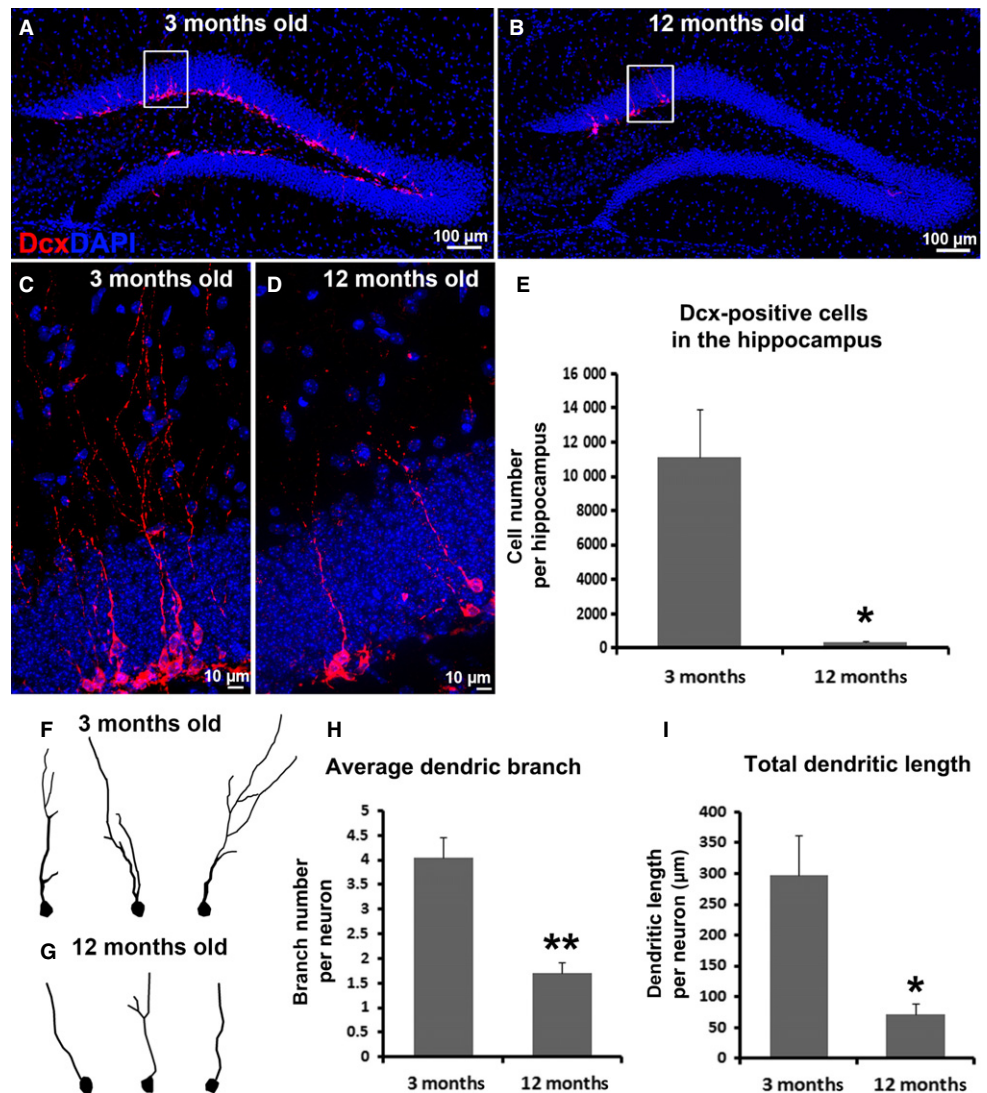 A
3 months old
B
12 months old
DcxDAPI
100 µm
100 µm
C
3 months old
D
12 months old
10 µm
10 µm
E
Dcx-positive cells
in the hippocampus
Cell number
per hippocampus
16 000
14 000
12 000
10 000
8000
6000
4000
2000
0
*
3 months
12 months
F
3 months old
G
12 months old
H
Average dendric branch
Branch number
per neuron
5
4.5
4
3.5
3
2.5
2
1.5
1
0.5
0
**
3 months
12 months
I
Total dendritic length
Dendritic length
per neuron (µm)
400
350
300
250
200
150
100
50
0
*
3 months
12 months